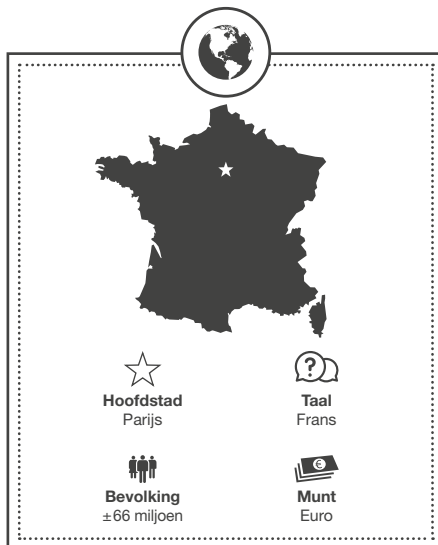 Hoofdstad
Parijs
Taal
Frans
Bevolking
±66 miljoen
Munt
Euro